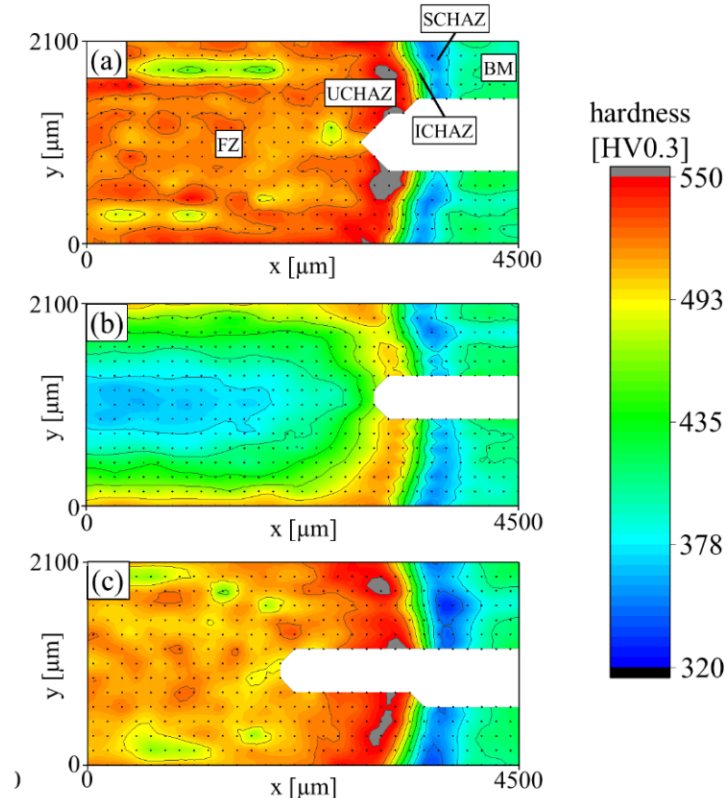 SCHAZ
2100
(a)
BM
UCHAZ
ICHAZ
FZ
y [µm]
0
0
x [µm]
4500
hardness
[HV0.3]
550
493
435
378
320
2100
(b)
y [µm]
0
0
x [µm]
4500
2100
(c)
y [µm]
0
0
x [µm]
4500
)